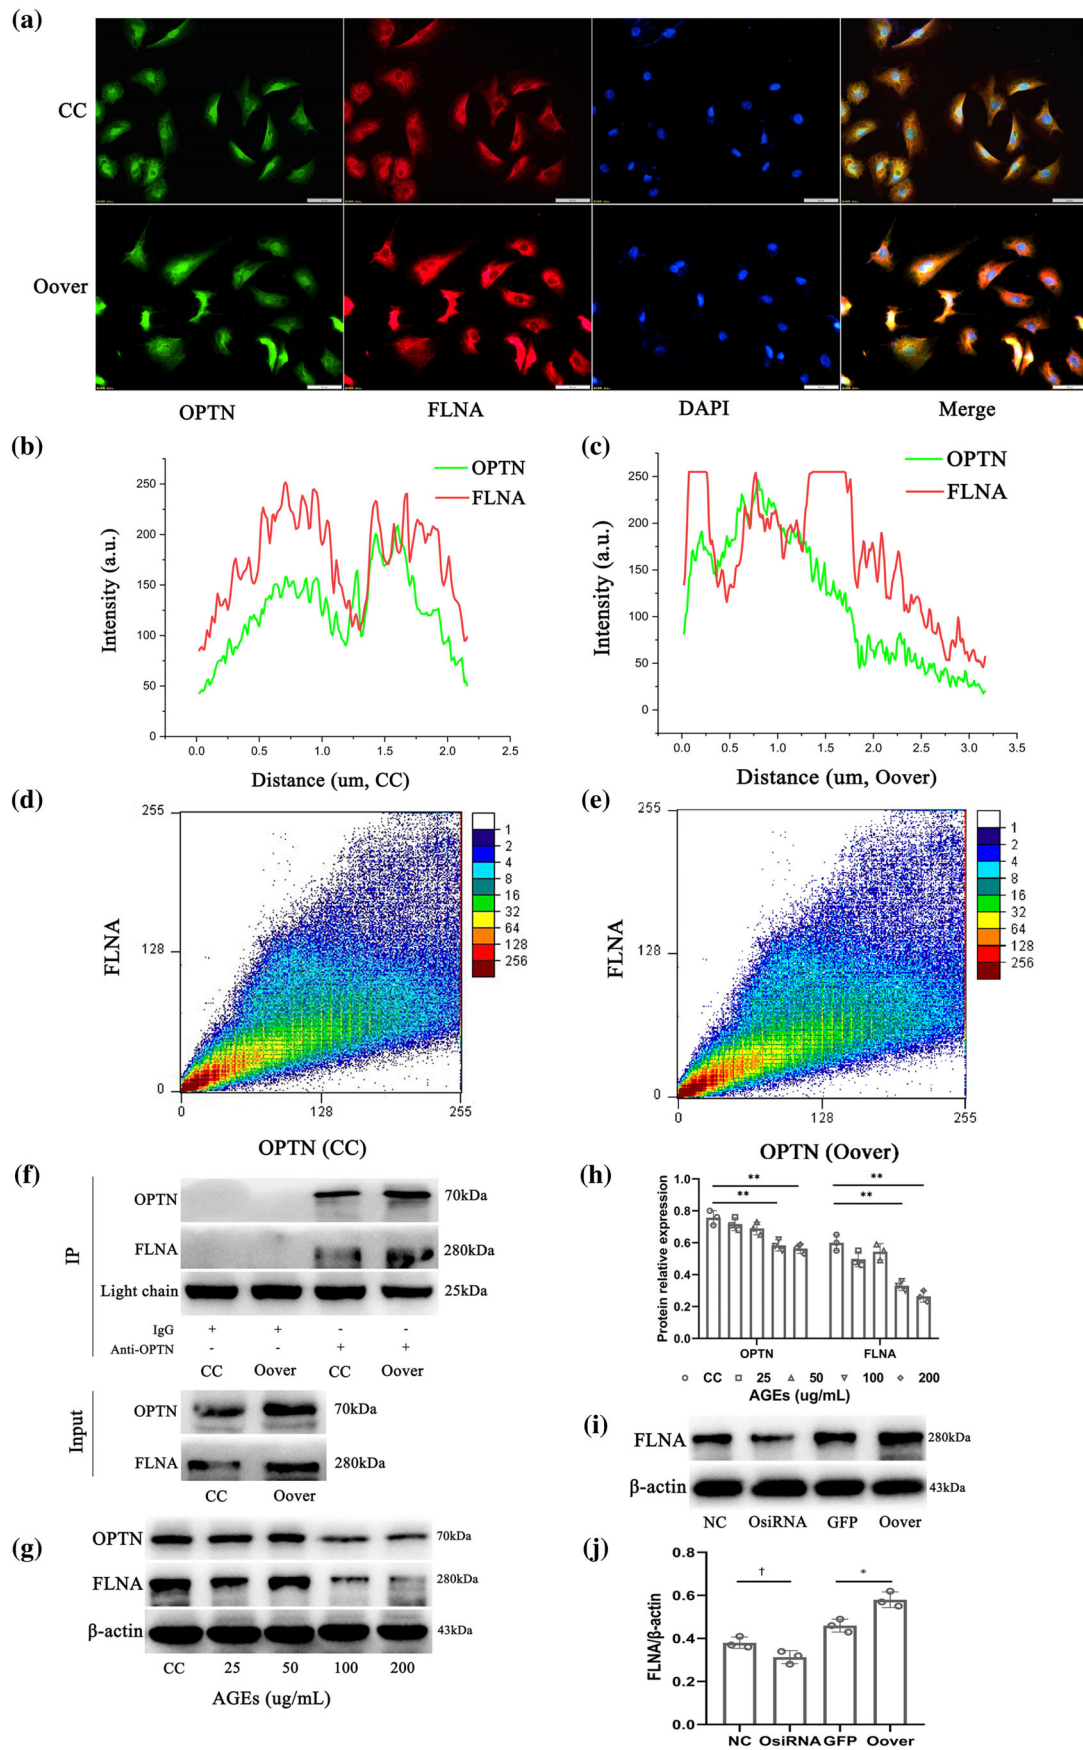 (a)
CC
Oover
OPTN FLNA DAPI Merge
(b)
OPTN
FLNA
Intensity (a.u.)
250
200
150
100
50
0
0.0 0.5 1.0 1.5 2.0 2.5
Distance (um, CC)
(c)
OPTN
FLNA
Intensity (a.u.)
250
200
150
100
50
0
0.0 0.5 1.0 1.5 2.0 2.5 3.0 3.5
Distance (um, Oover)
(d)
255
FLNA
128
0
0 128 255
OPTN (CC)
1
2
4
8
16
32
64
128
256
(e)
255
FLNA
128
0
0 128 255
OPTN (Oover)
1
2
4
8
16
32
64
128
256
(f)
IP
OPTN 70kDa
FLNA 280kDa
Light chain 25kDa
IgG + + - -
Anti-OPTN - - + +
CC Oover CC Oover
Input
OPTN 70kDa
FLNA 280kDa
CC Oover
(g)
OPTN 70kDa
FLNA 280kDa
β-actin 43kDa
CC 25 50 100 200
AGEs (ug/mL)
(h)
Protein relative expression
1.0
0.8
0.6
0.4
0.2
0.0
**
**
**
**
OPTN FLNA
CC 25 50 100 200
AGEs (ug/mL)
(i)
FLNA 280kDa
β-actin 43kDa
NC OsiRNA GFP Oover
(j)
FLNA/β-actin
0.8
0.6
0.4
0.2
0.0
† *
NC OsiRNA GFP Oover